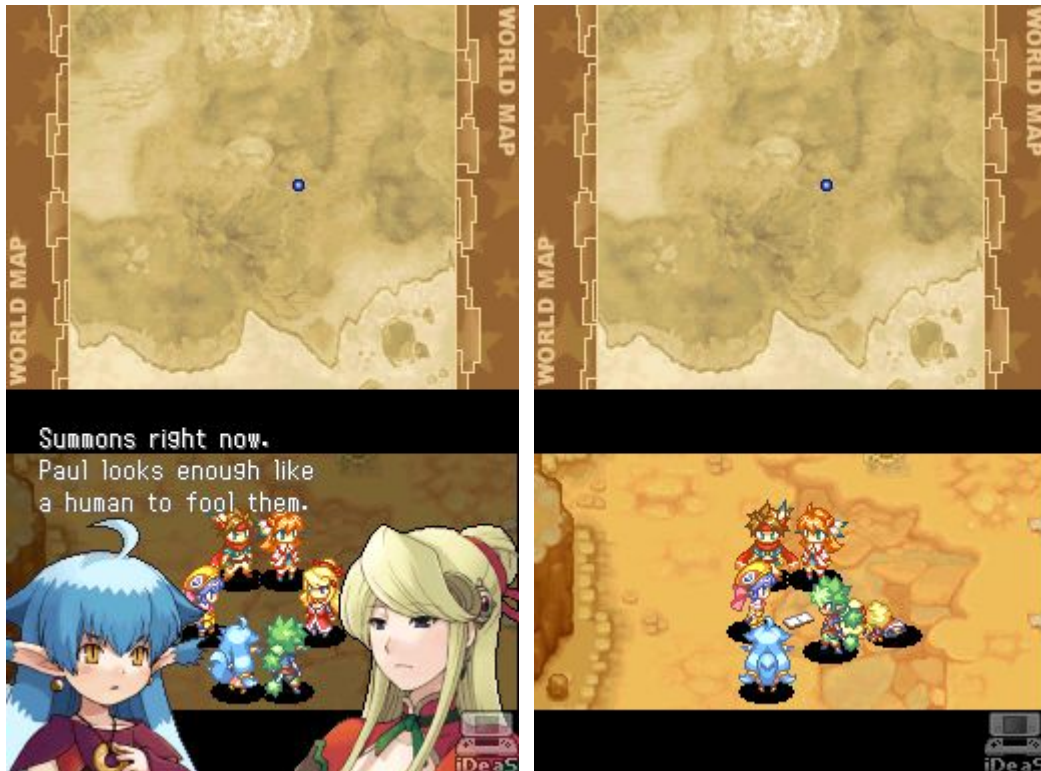 WORLD MAP
WORLD MAP
Summons right now.
Paul looks enough like
a human to fool them.
iDeaS
WORLD MAP
WORLD MAP
iDeaS